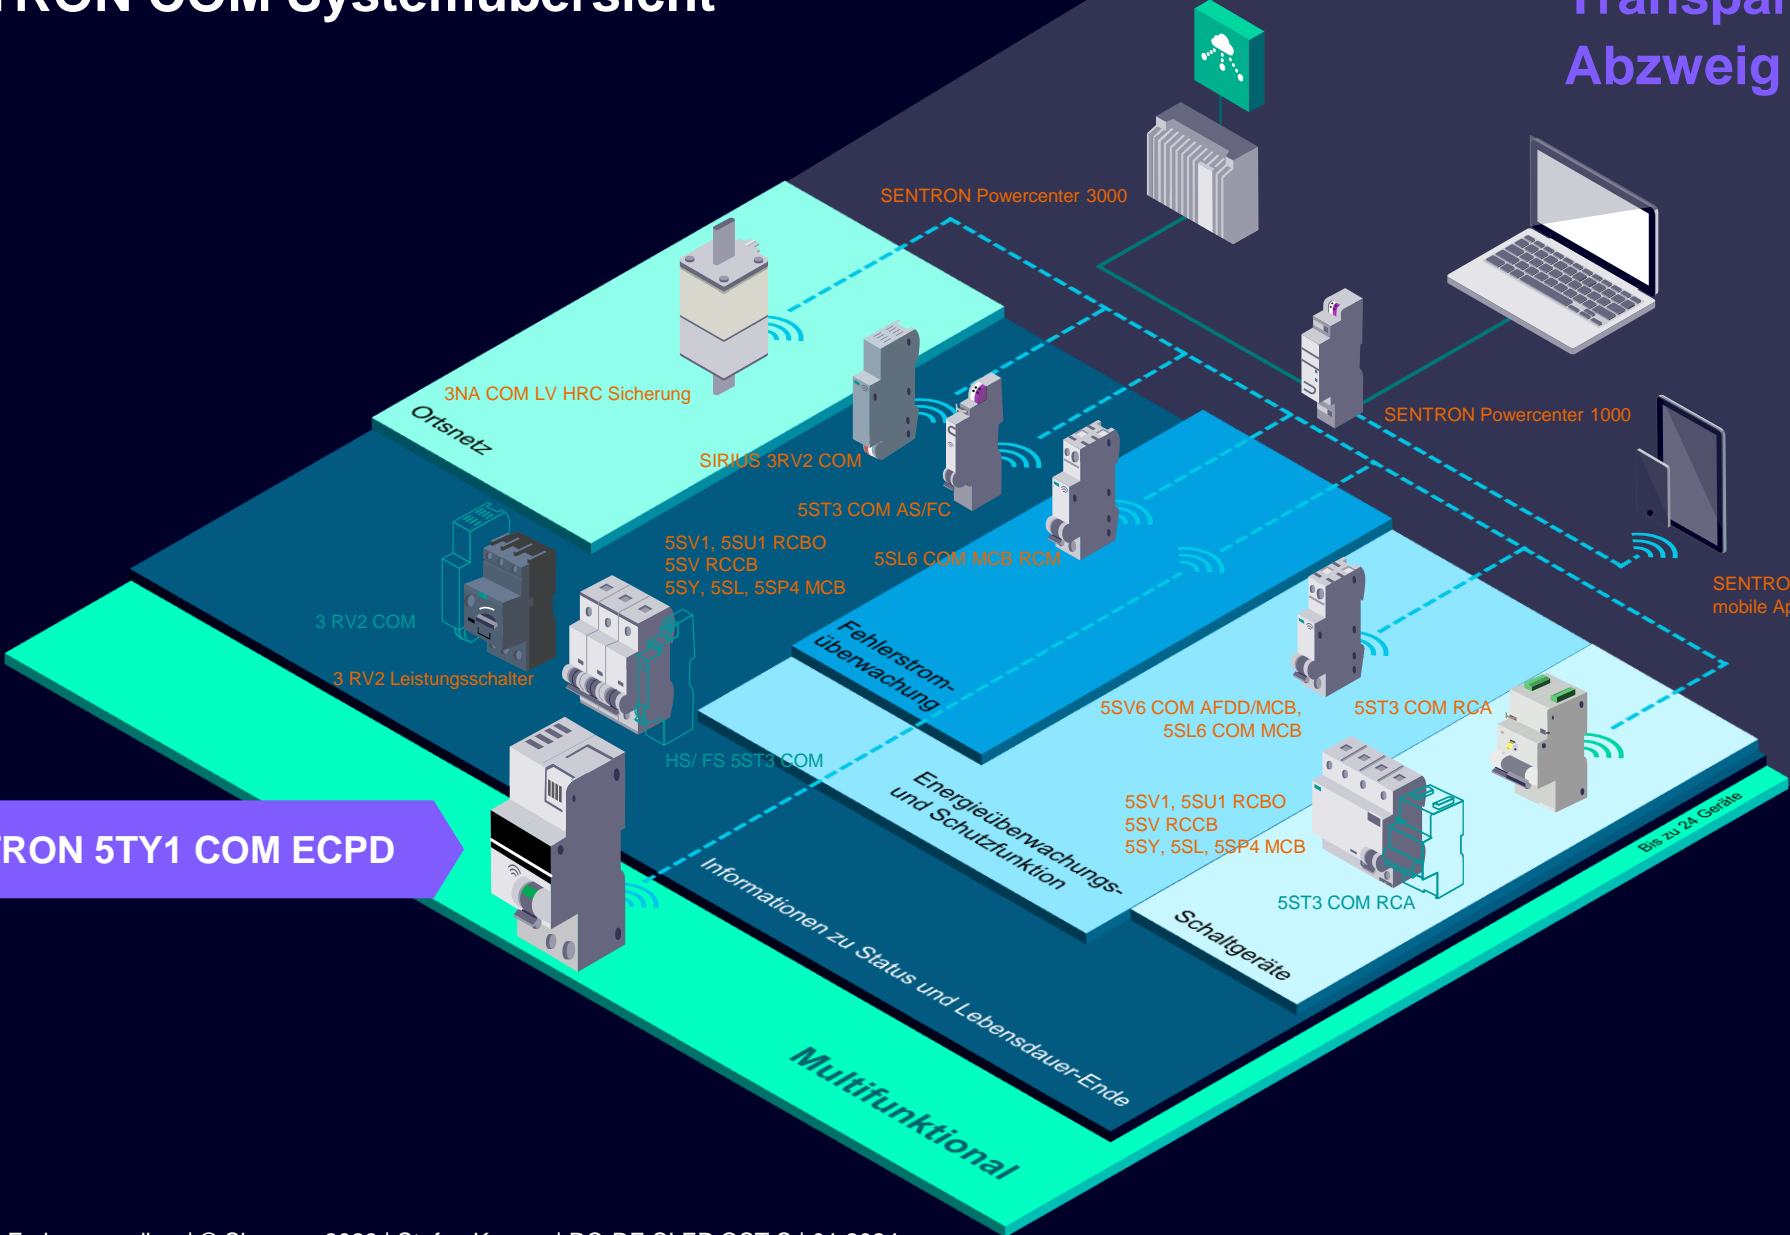 COM Systemübersicht
Abzweig
SENTRON Powercenter 3000
3NA COM LV HRC Sicherung
Ortsnetz
SENTRON Powercenter 1000
SIRIUS 3RV2 COM
5ST3 COM AS/FC
5SV1, 5SU1 RCBO
5SV RCCB
5SY, 5SL, 5SP4 MCB
5SL6 COM MCB RCM
mobile
3 RV2 COM
3 RV2 Leistungsschalter
Fehlerstrom-
überwachung
5SV6 COM AFDD/MCB,
5SL6 COM MCB
5ST3 COM RCA
HS/ FS 5ST3 COM
Energieüberwachungs-
und Schutzfunktion
5SV1, 5SU1 RCBO
5SV RCCB
5SY, 5SL, 5SP4 MCB
Bis zu 24 Geräte
5TY1 COM ECPD
5ST3 COM RCA
Schaltgeräte
Informationen zu Status und Lebensdauer-Ende
Multifunktional